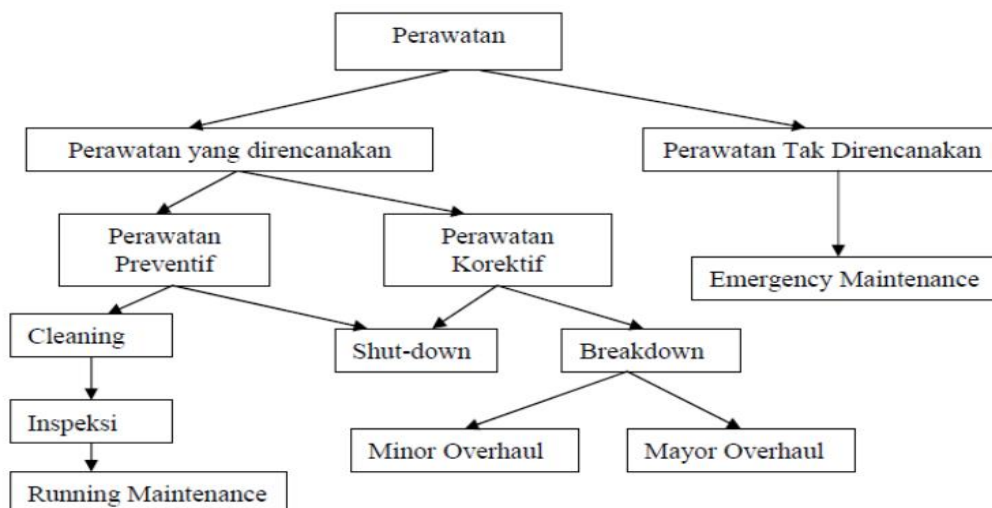 Perawatan
Perawatan yang direncanakan
Perawatan Tak Direncanakan
Perawatan
Preventif
Perawatan
Korektif
Emergency Maintenance
Cleaning
Shut-down
Breakdown
Inspeksi
Minor Overhaul
Mayor Overhaul
Running Maintenance